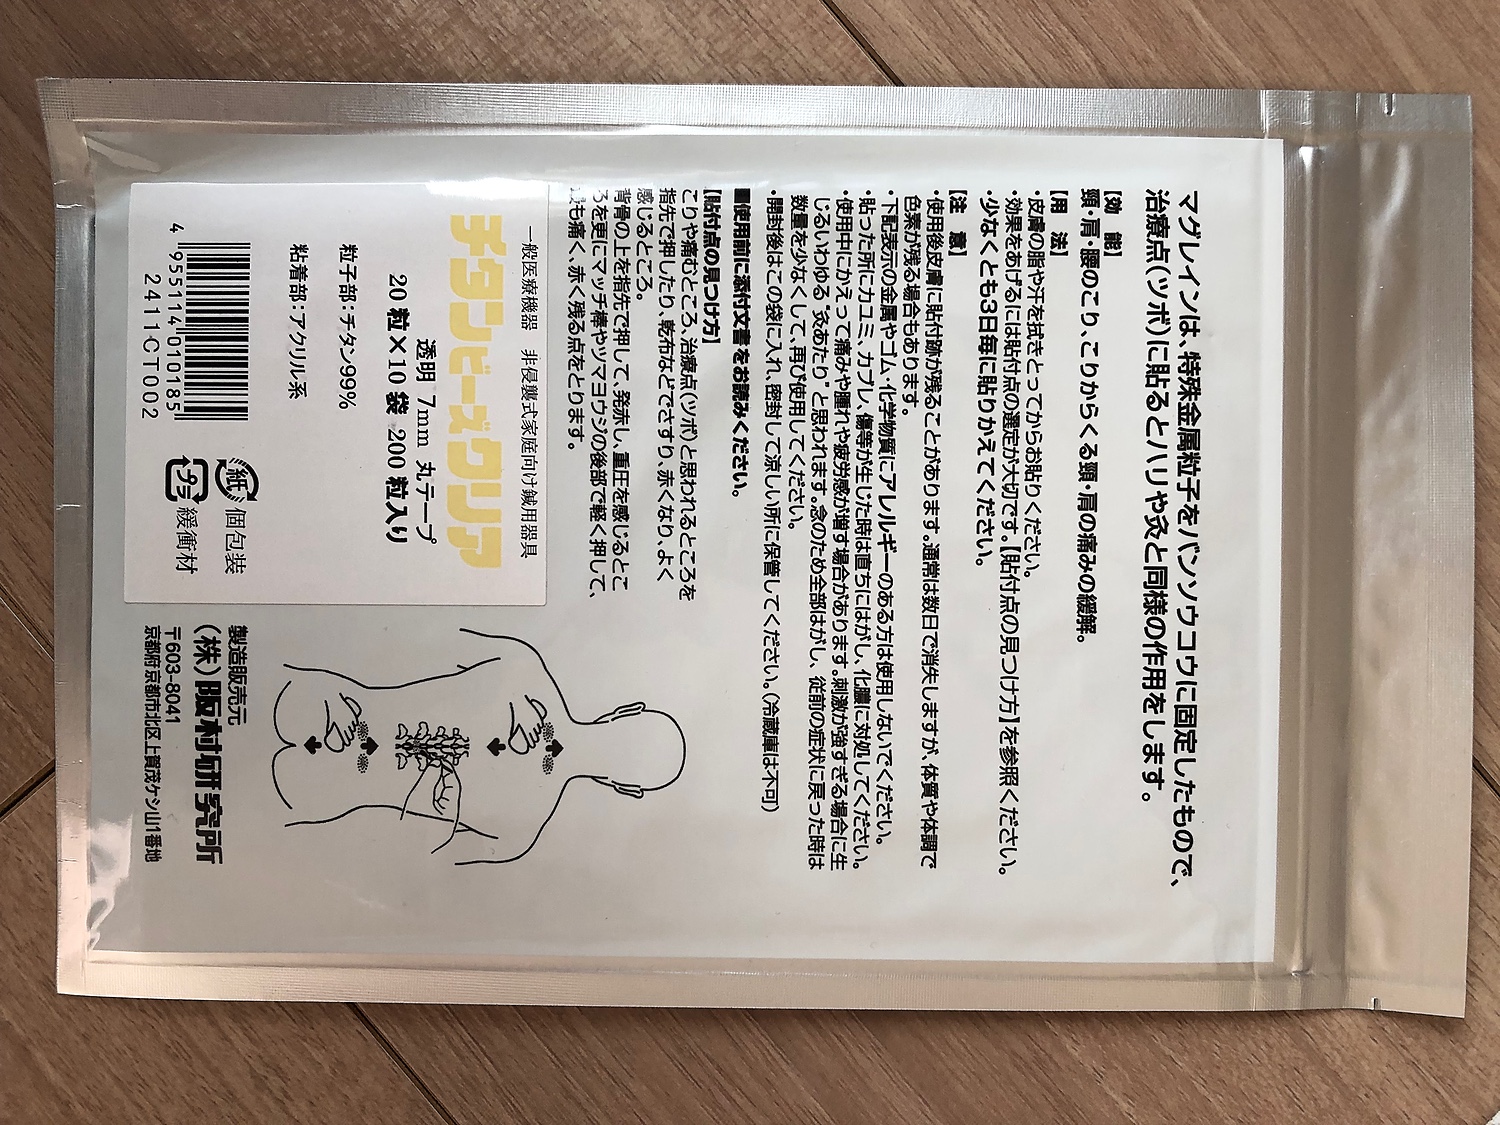 マグレインは、特殊金属粒子をバンソウコウに固定したもので、
治療点(ツボ)に貼るとハリや灸と同様の作用をします。
【効　能】
頸・肩・腰のこり、こりからくる頸・肩の痛みの緩解。
【用　法】
・皮膚の脂や汗を拭きとってからお貼りください。
・効果をあげるには貼付点の選定が大切です。【貼付点の見つけ方】を参照ください。
・少なくとも3日毎に貼りかえてください。
【注　意】
・使用後皮膚に貼付跡が残ることがあります。通常は数日で消失しますが、体質や体調で
色素が残る場合もあります。
・下記表示の金属やゴム・化学物質にアレルギーのある方は使用しないでください。
・貼った所にカユミ、カブレ、傷等が生じた時は直ちにはがし、化膿に対処してください。
・使用中にかえって痛みや腫れや疲労感が増す場合があります。刺激が強すぎる場合に生
じるいわゆる“灸あたり”と思われます。念のため全部はがし、従前の症状に戻った時は
数量を少なくして、再び使用してください。
・開封後はこの袋に入れ、密封して涼しい所に保管してください。(冷蔵庫は不可)
■使用前に添付文書をお読みください。
【貼付点の見つけ方】
こりや痛むところ、治療点(ツボ)と思われるところを
指先で押したり、乾布などでさすり、赤くなり、よく
感じるところ。
背骨の上を指先で押して、発赤し、重圧を感じるとこ
ろを更にマッチ棒やツマヨウジの後部で軽く押して、
も痛く、赤く残る点をとります。
一般医療機器　非侵襲式家庭向け鍼用器具
チタンビーズクリア
透明 7mm 丸テープ
20粒×10袋 200粒入り
粒子部:チタン99%
粘着部:アクリル系
4 955114 010185
2411CT002
紙 個包装
プラ 緩衝材
製造販売元
(株)阪村研究所
〒603-8041
京都府京都市北区上賀茂ケシ山1番地